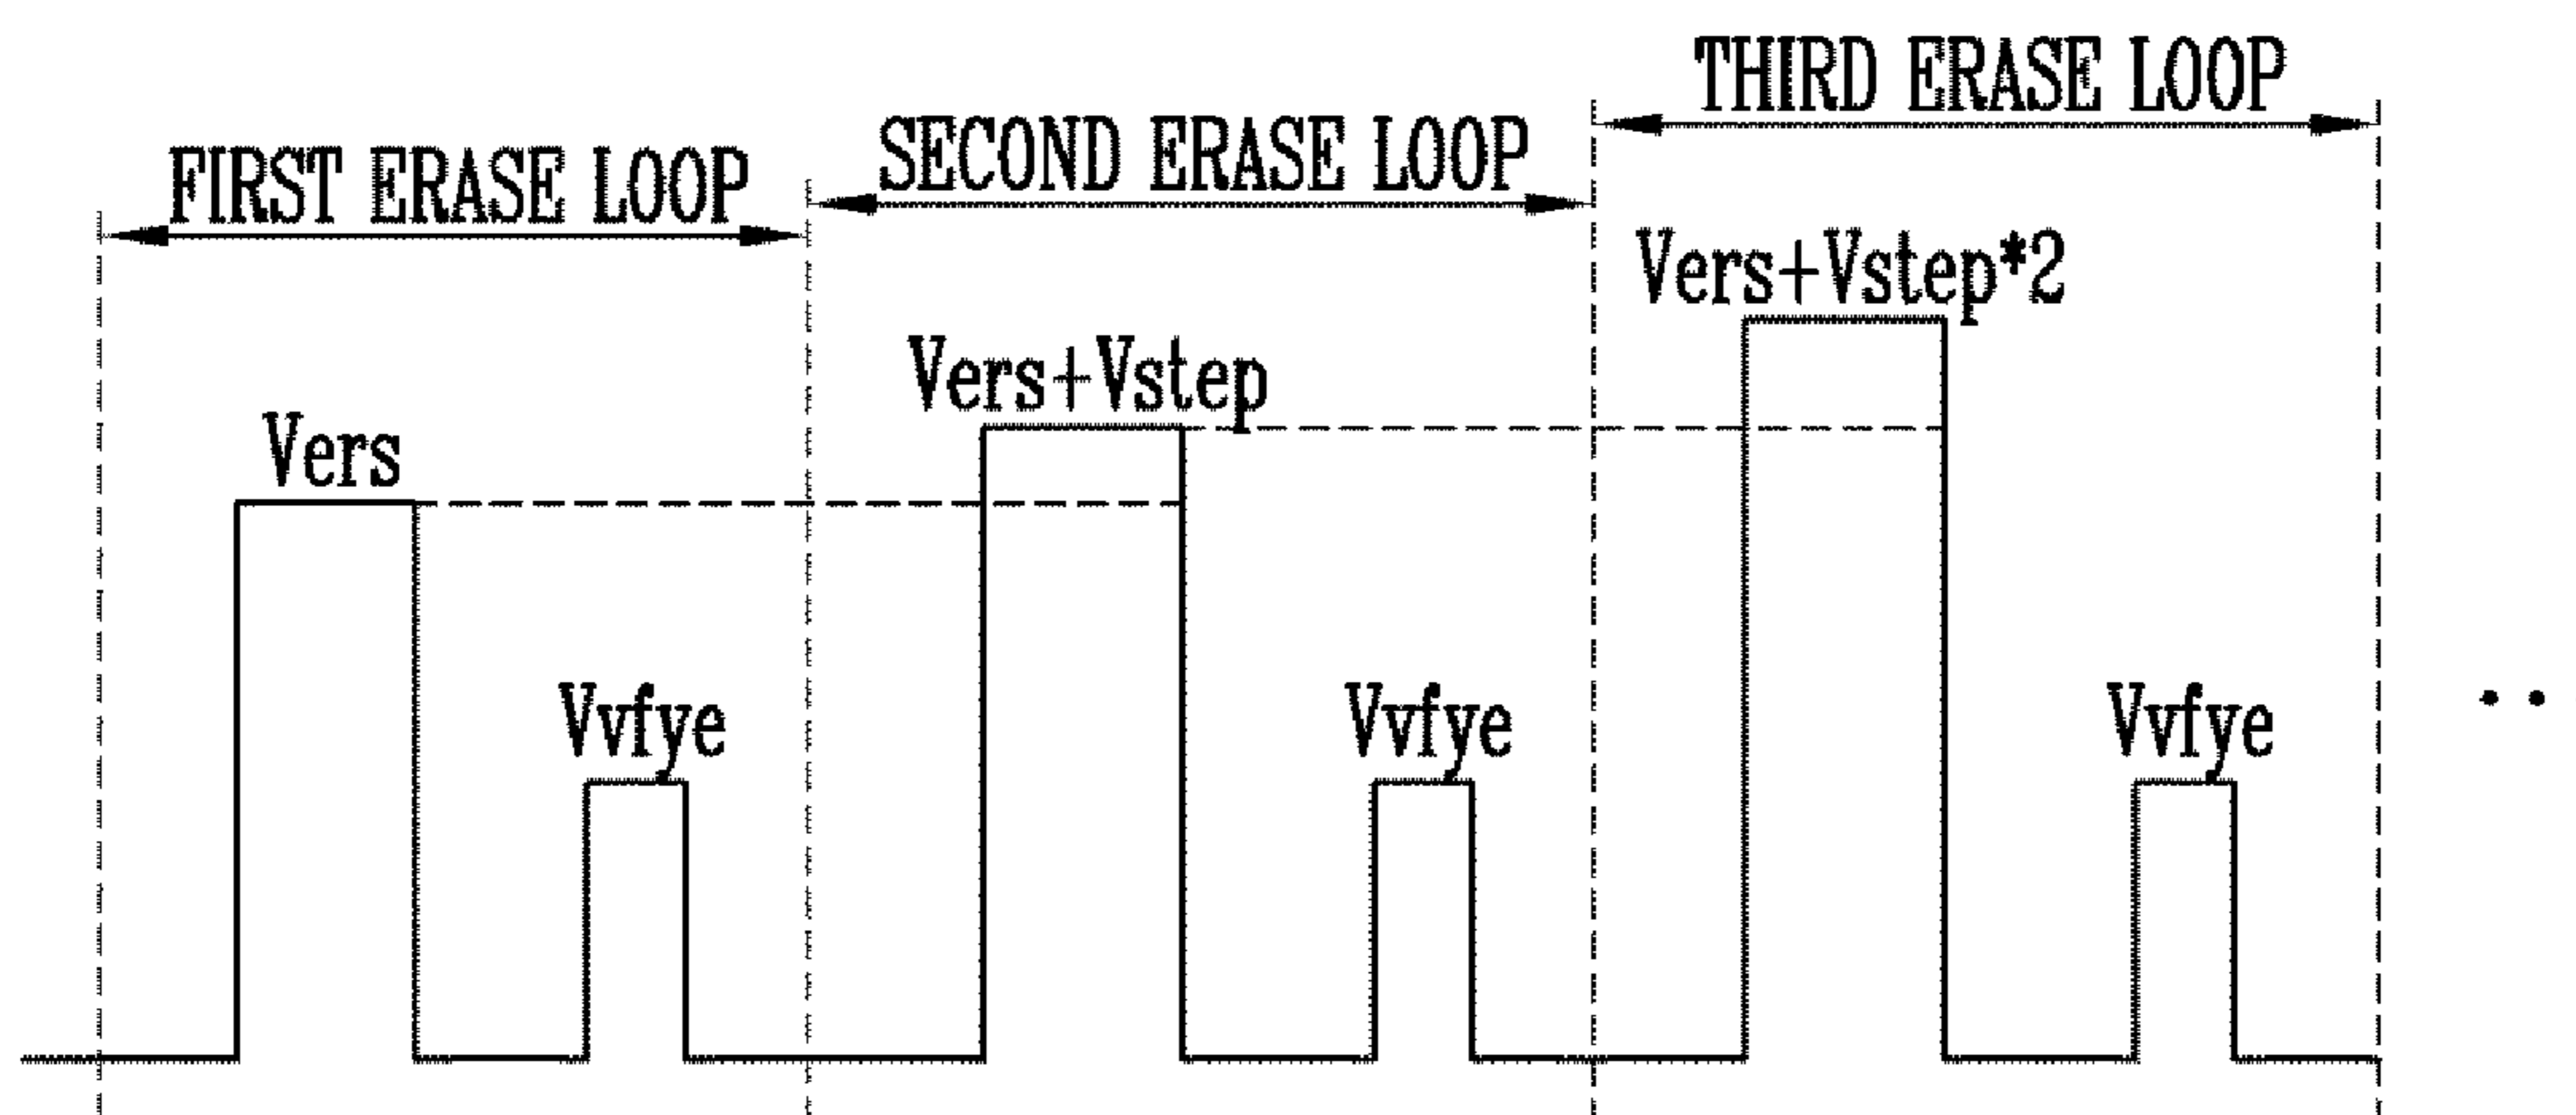 THIRD ERASE LOOP
SECOND ERASE LOOP
FIRST ERASE LOOP
Vers+Vstep*2
Vers+Vstep
Vers
Vvfye
Vvfye
Vvfye